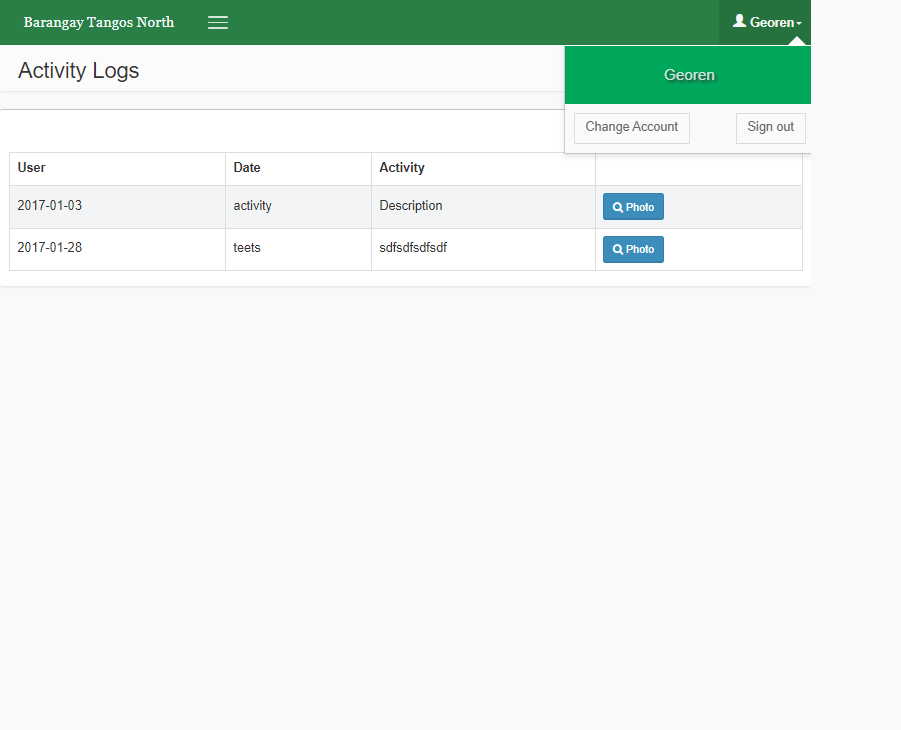 Barangay Tangos North
Georen
Activity Logs
Georen
Change Account Sign out
User Date Activity
2017-01-03 activity Description Photo
2017-01-28 teets sdfsdfsdfsdf Photo